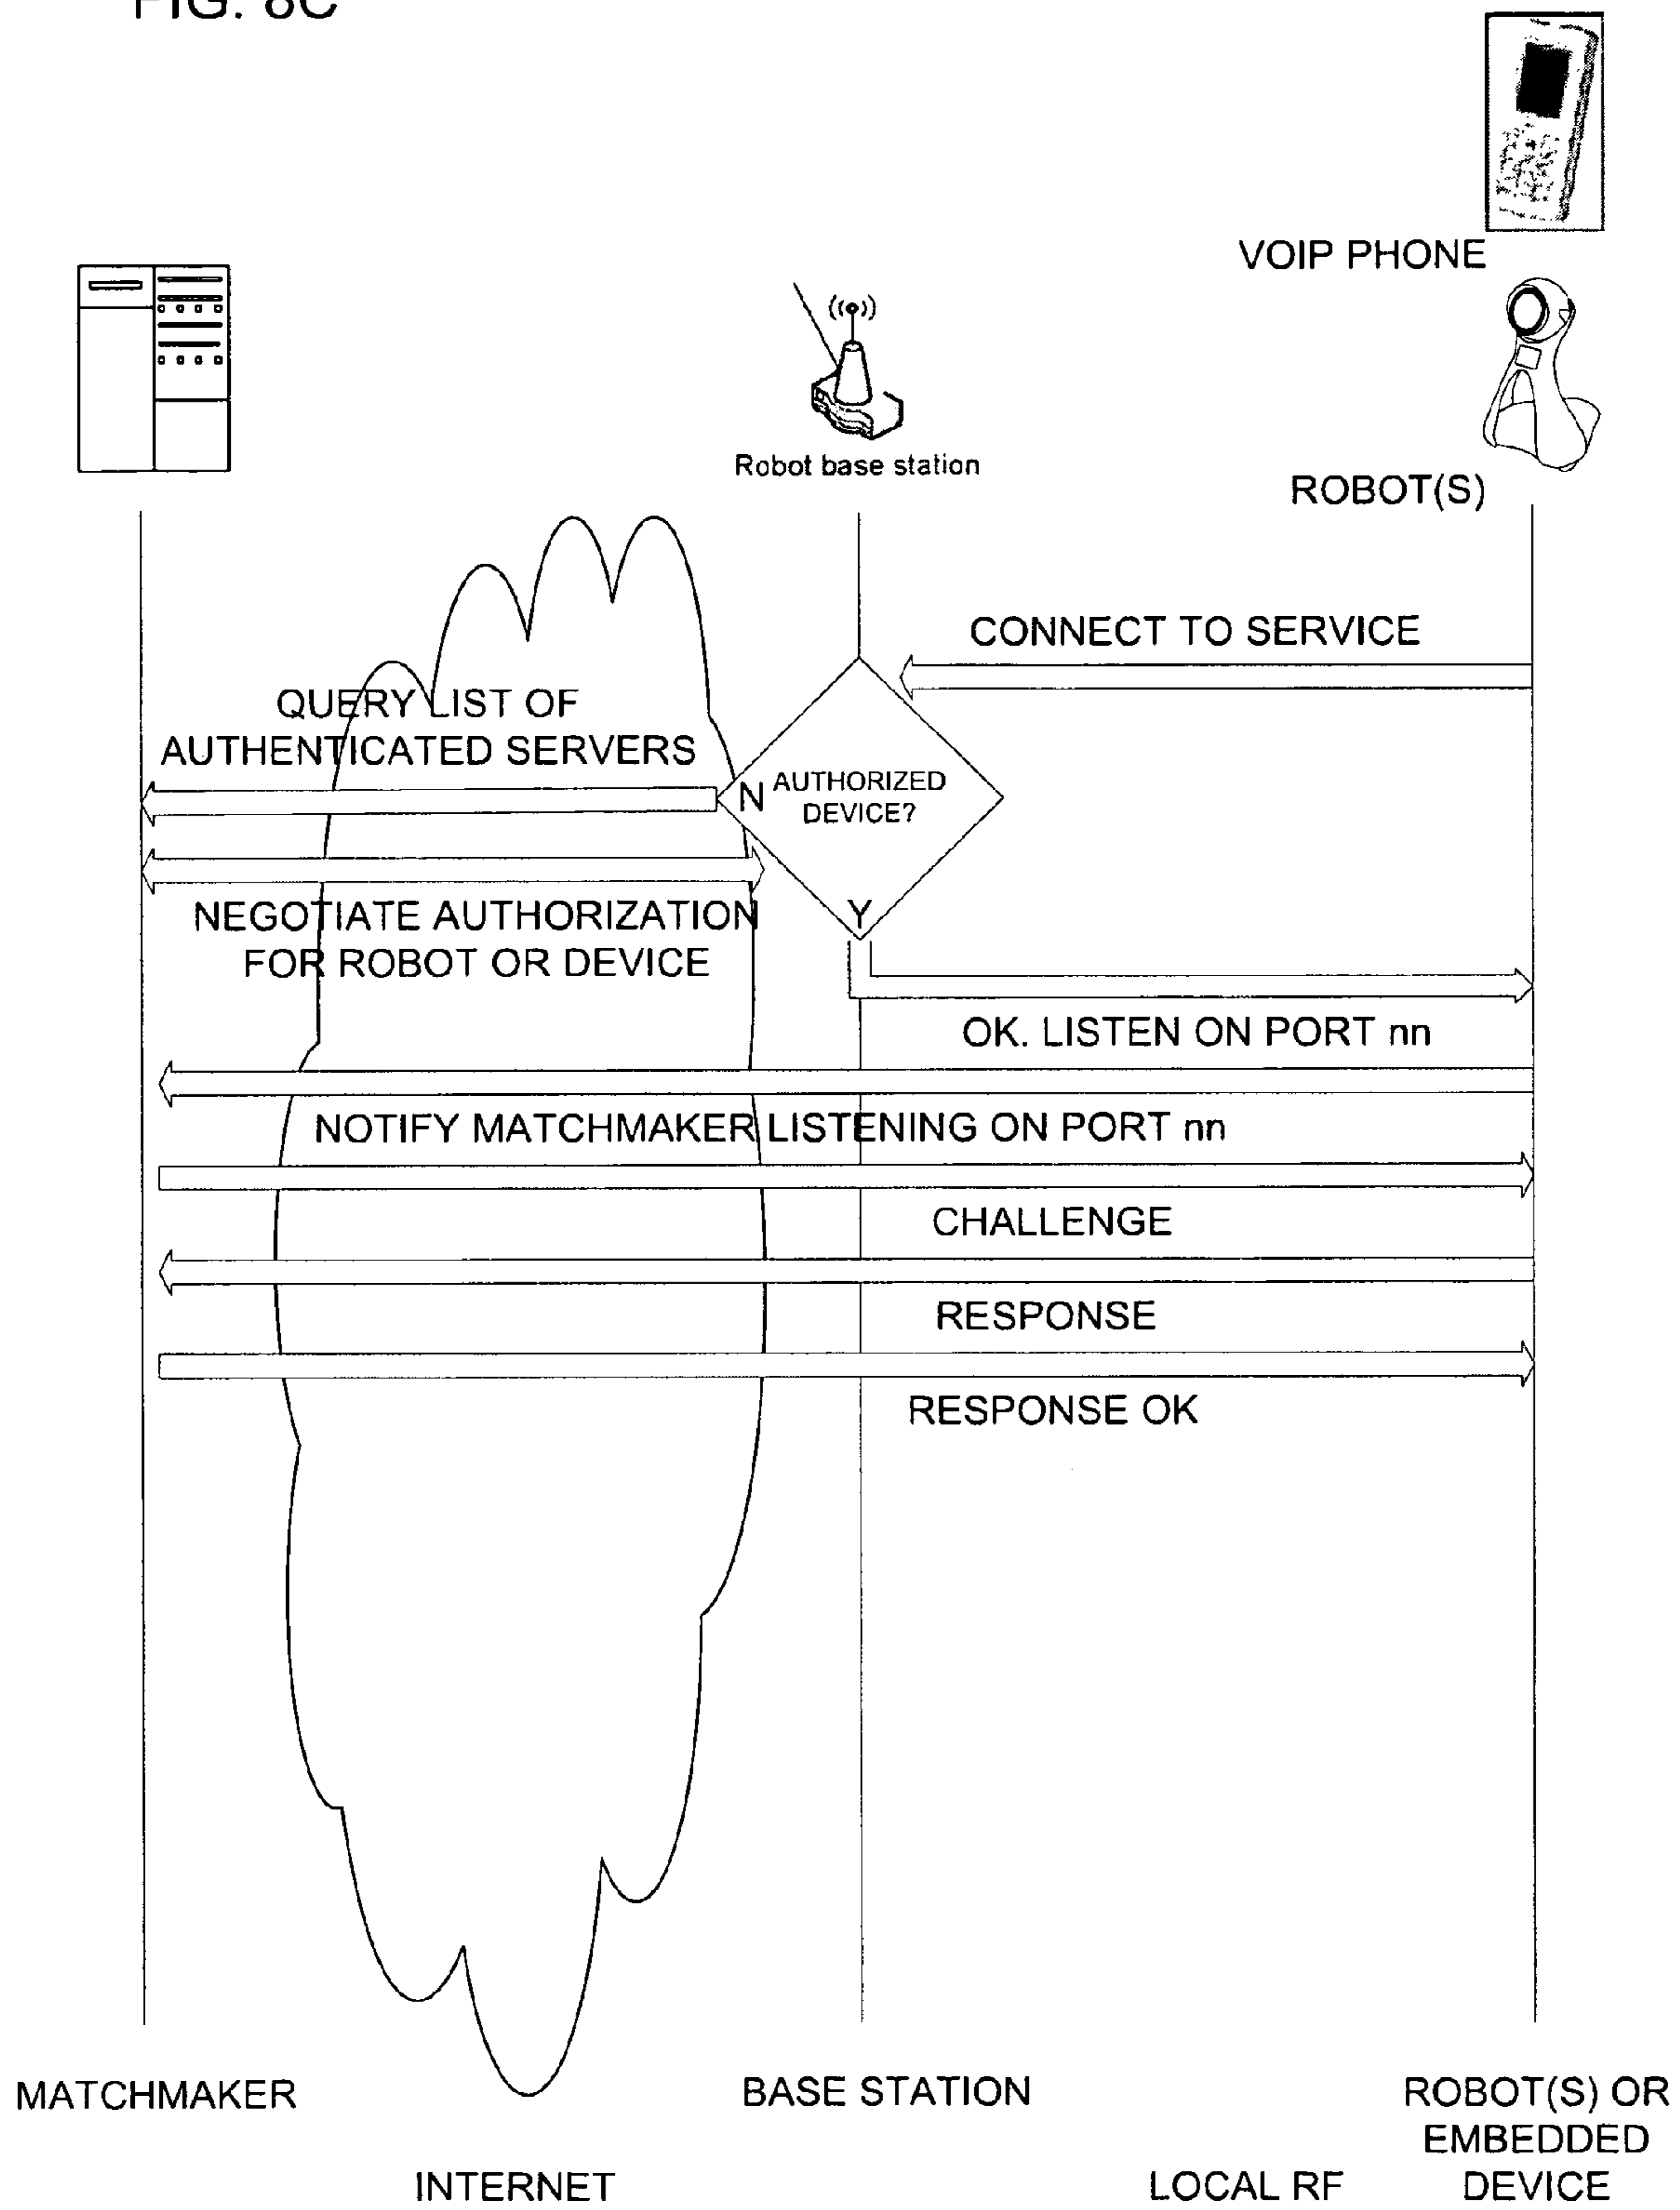 FIG. 8C
VOIP PHONE
Robot base station
ROBOT(S)
CONNECT TO SERVICE
QUERY LIST OF
AUTHENTICATED SERVERS
N
AUTHORIZED
DEVICE?
NEGOTIATE AUTHORIZATION
FOR ROBOT OR DEVICE
Y
OK. LISTEN ON PORT nn
NOTIFY MATCHMAKER LISTENING ON PORT nn
CHALLENGE
RESPONSE
RESPONSE OK
MATCHMAKER
BASE STATION
ROBOT(S) OR
EMBEDDED
DEVICE
INTERNET
LOCAL RF